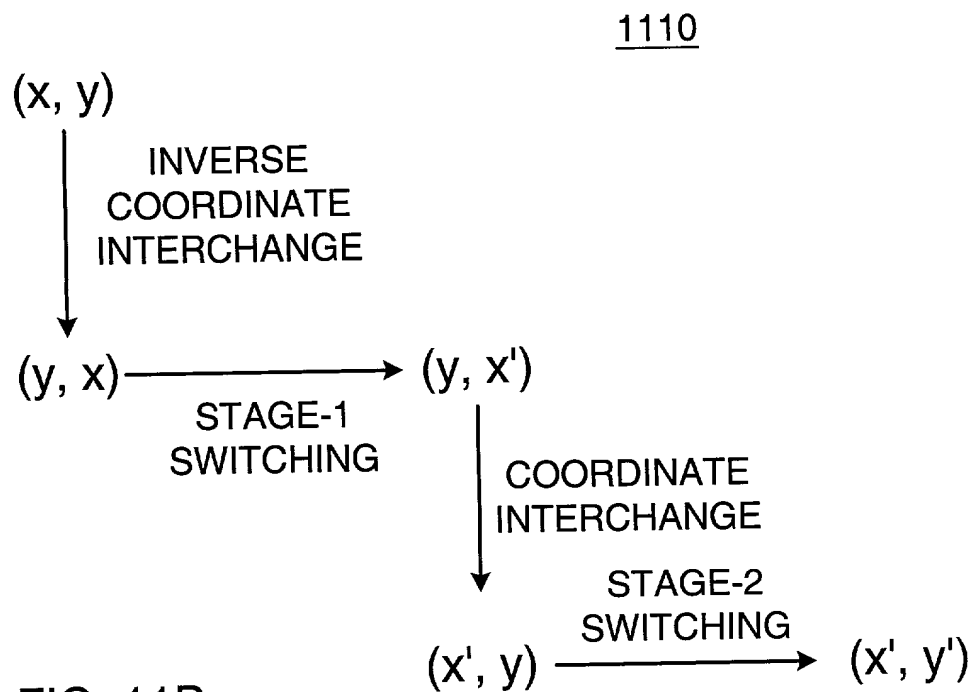 1110
(x, y)
INVERSE
COORDINATE
INTERCHANGE
(y, x)
(y, x')
STAGE-1
SWITCHING
COORDINATE
INTERCHANGE
STAGE-2
SWITCHING
(x', y)
(x', y')